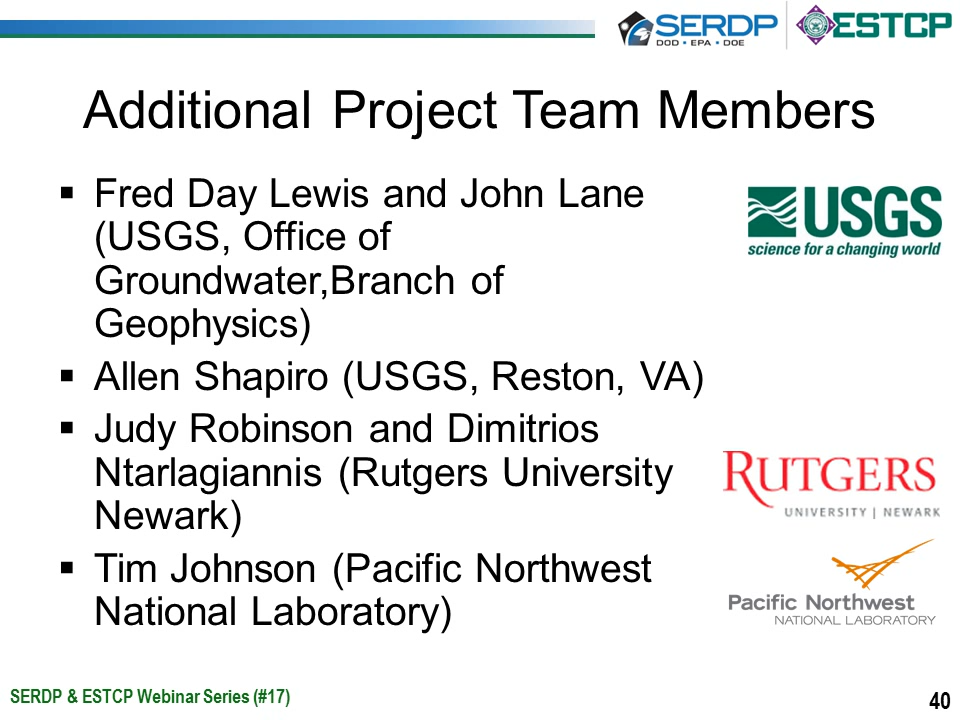 SERDP
DOD • EPA • DOE
ESTCP
Additional Project Team Members
▪ Fred Day Lewis and John Lane
(USGS, Office of
Groundwater,Branch of
Geophysics)
▪ Allen Shapiro (USGS, Reston, VA)
▪ Judy Robinson and Dimitrios
Ntarlagiannis (Rutgers University
Newark)
▪ Tim Johnson (Pacific Northwest
National Laboratory)
USGS
science for a changing world
RUTGERS
UNIVERSITY | NEWARK
Pacific Northwest
NATIONAL LABORATORY
SERDP & ESTCP Webinar Series (#17)
40